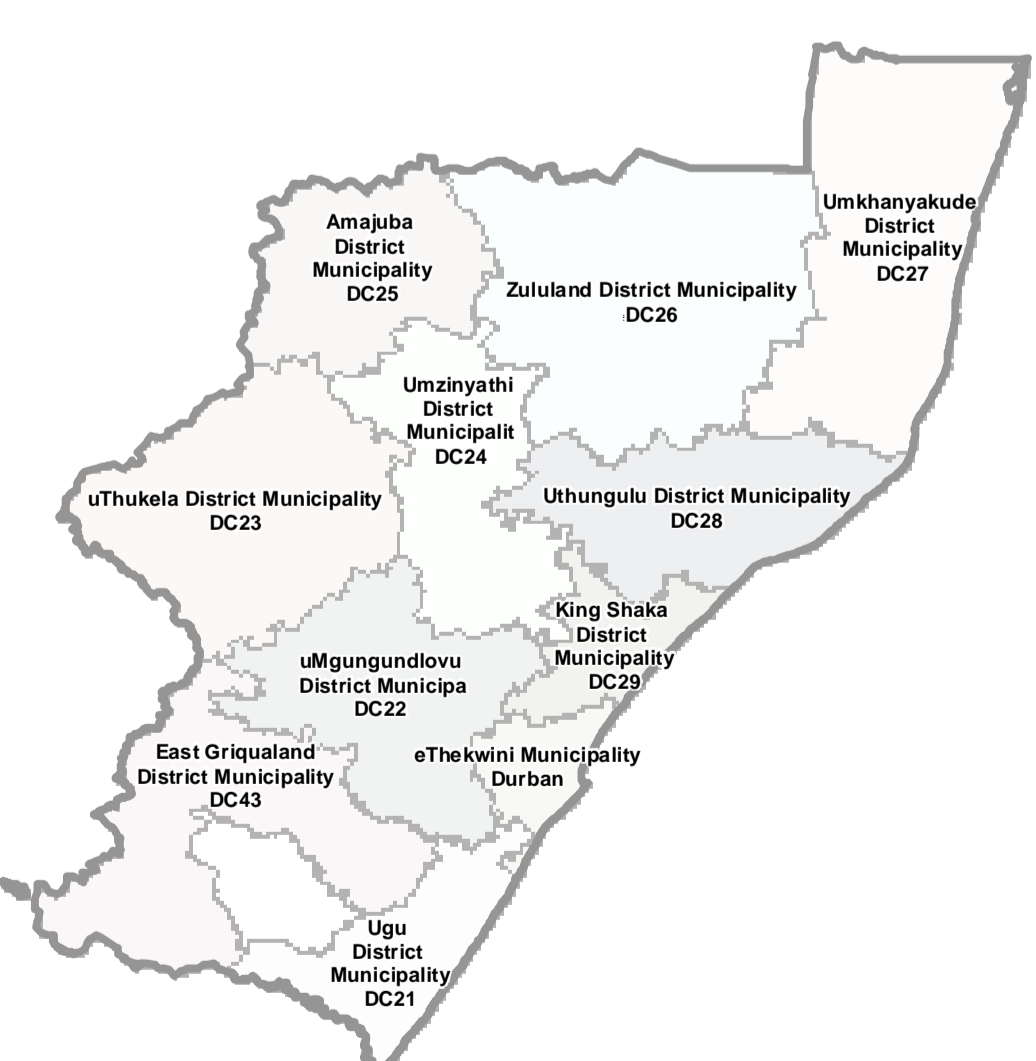 Umkhanyakude
District
Municipality
DC27
Amajuba
District
Municipality
DC25
Zululand District Municipality
:DC26
Umzinyathi
District
Municipalit
DC24
uThukela District Municipality
DC23
Uthungulu District Municipality
DC28
King Shaka
District
Municipality
DC29
uMgungundlovu
District Municipa
DC22
eThekwini Municipality
Durban
East Griqualand
District Municipality
DC43
Ugu
District
Municipality
DC21